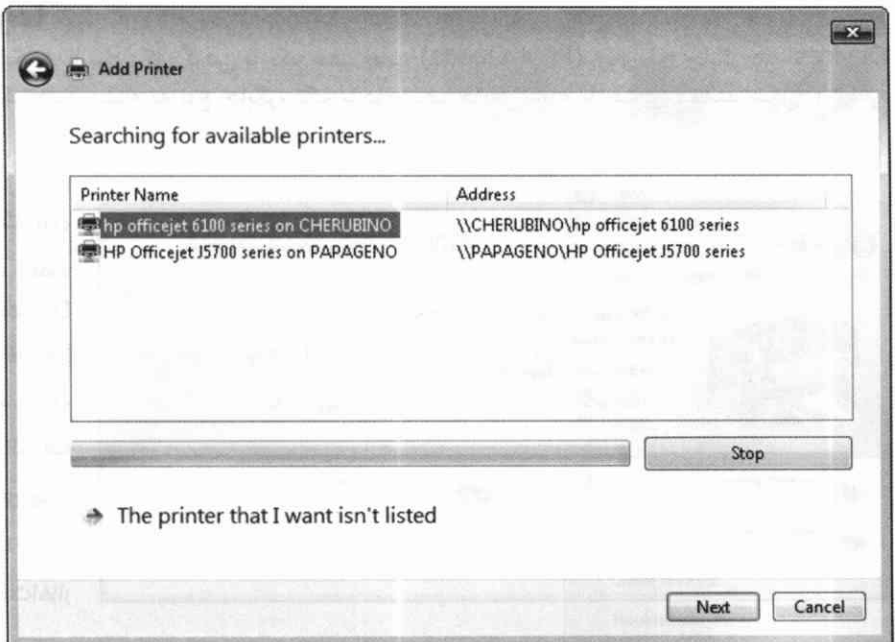 Add Printer
Searching for available printers...
Printer Name Address
hp officejet 6100 series on CHERUBINO \\CHERUBINO\hp officejet 6100 series
HP Officejet J5700 series on PAPAGENO \\PAPAGENO\HP Officejet J5700 series
Stop
The printer that I want isn't listed
Next Cancel